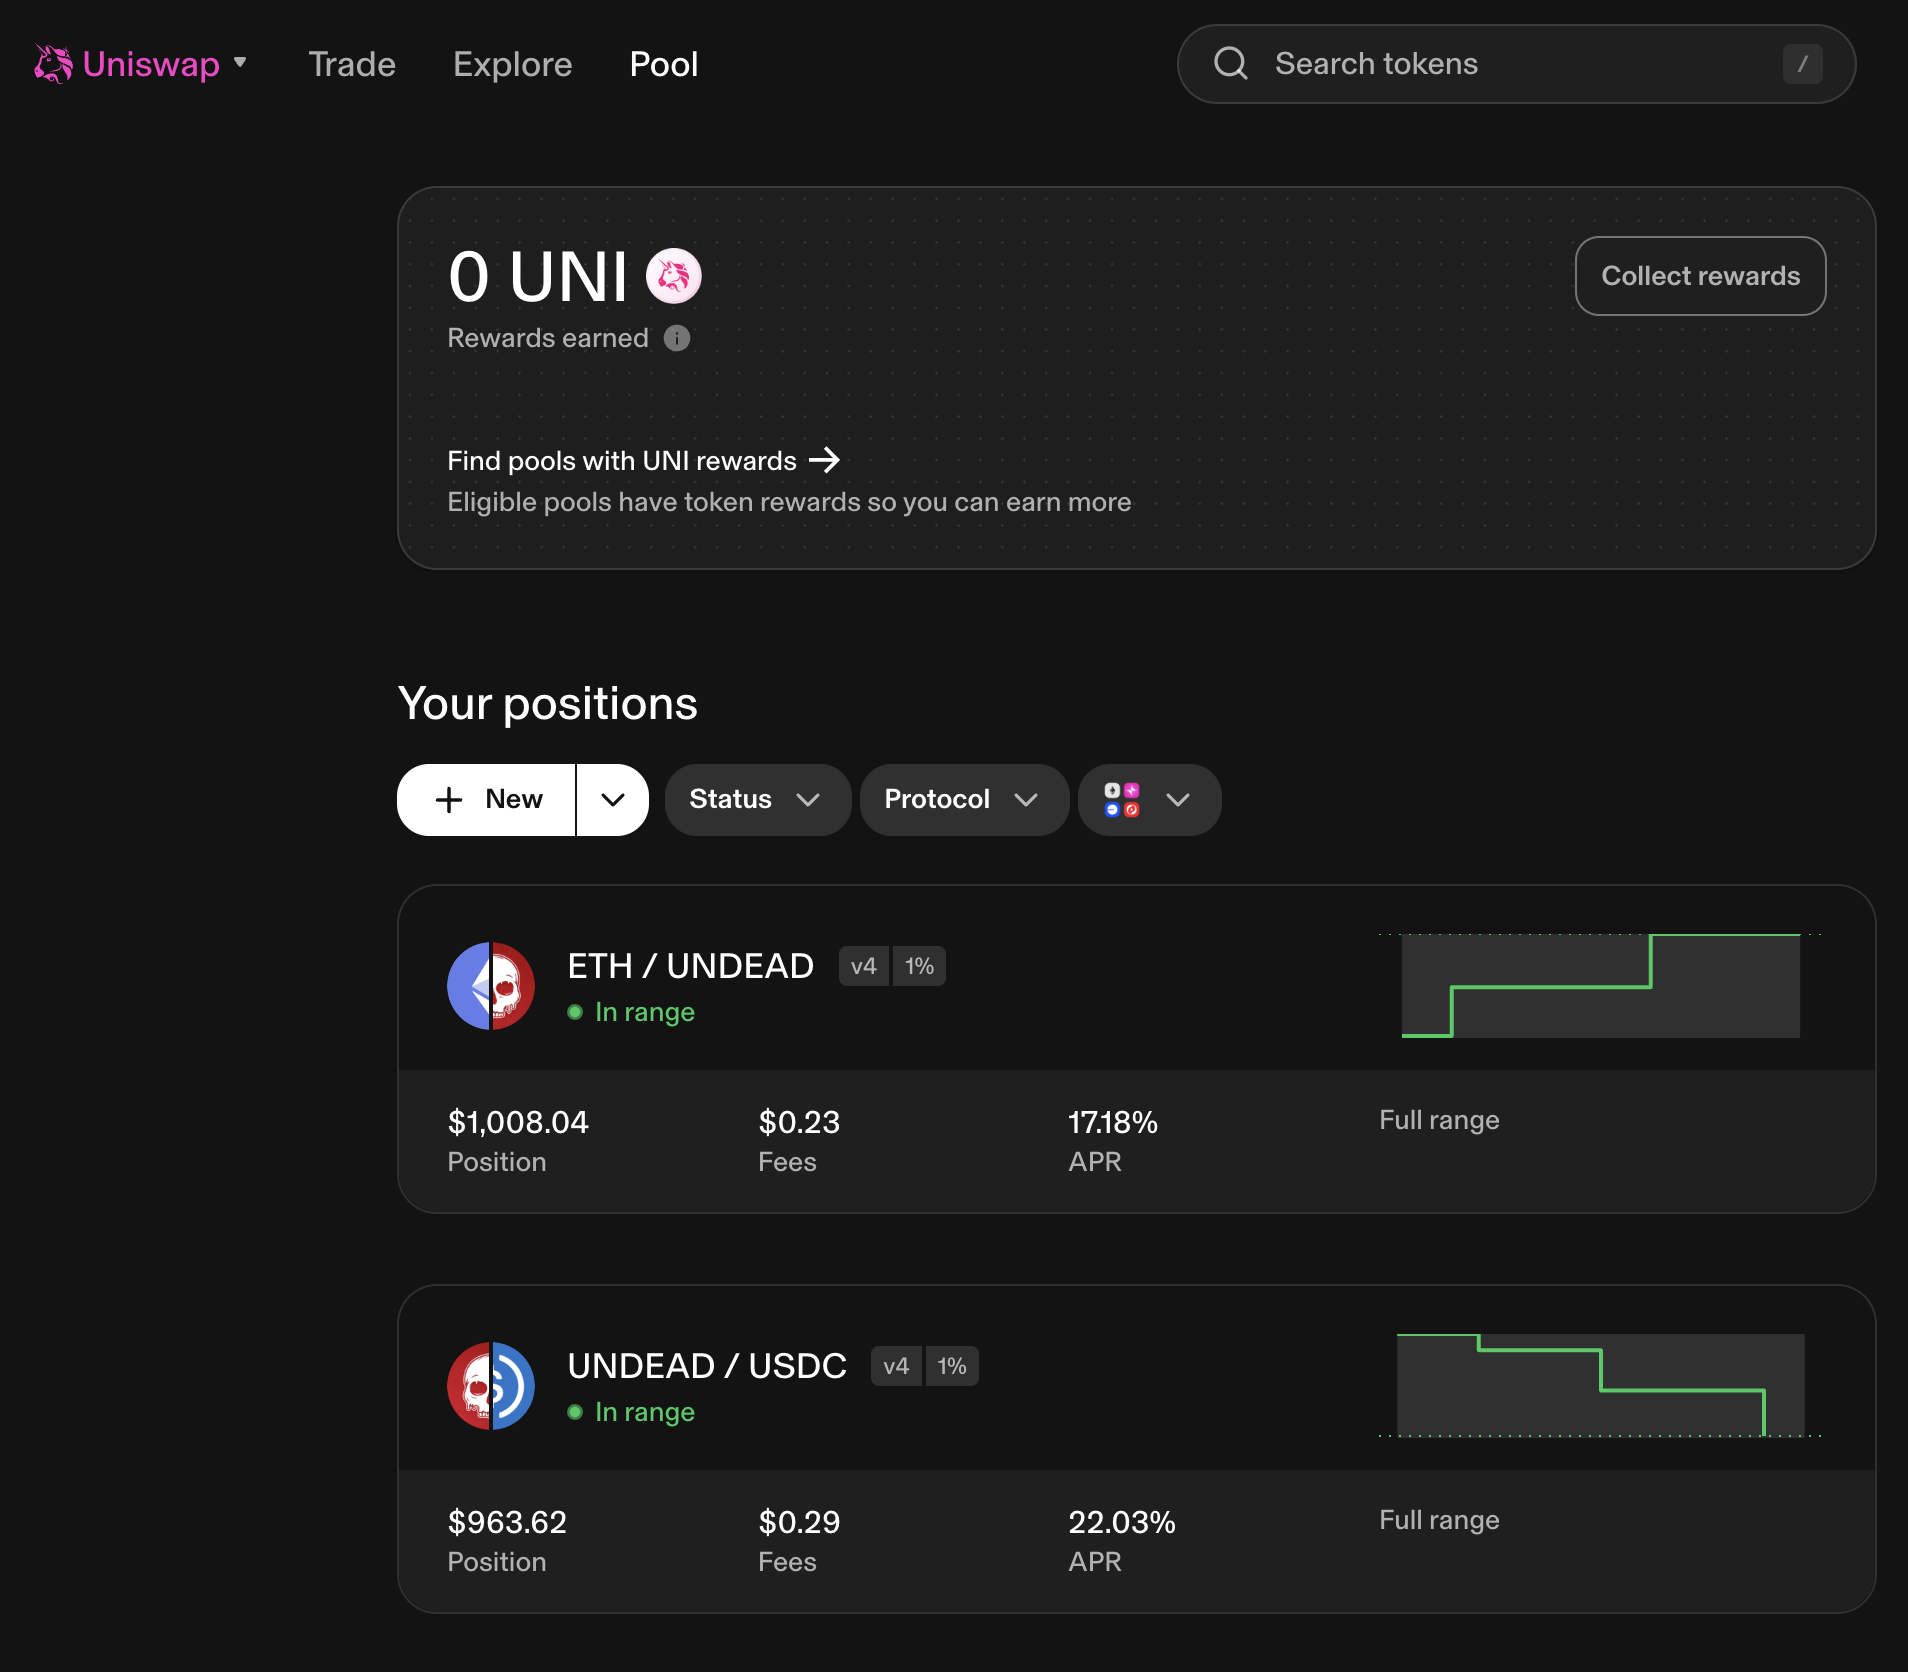 Uniswap Trade Explore Pool Search tokens /
0 UNI
Collect rewards
Rewards earned
Find pools with UNI rewards →
Eligible pools have token rewards so you can earn more
Your positions
+ New Status Protocol
ETH / UNDEAD v4 1%
In range
$1,008.04 $0.23 17.18% Full range
Position Fees APR
UNDEAD / USDC v4 1%
In range
$963.62 $0.29 22.03% Full range
Position Fees APR